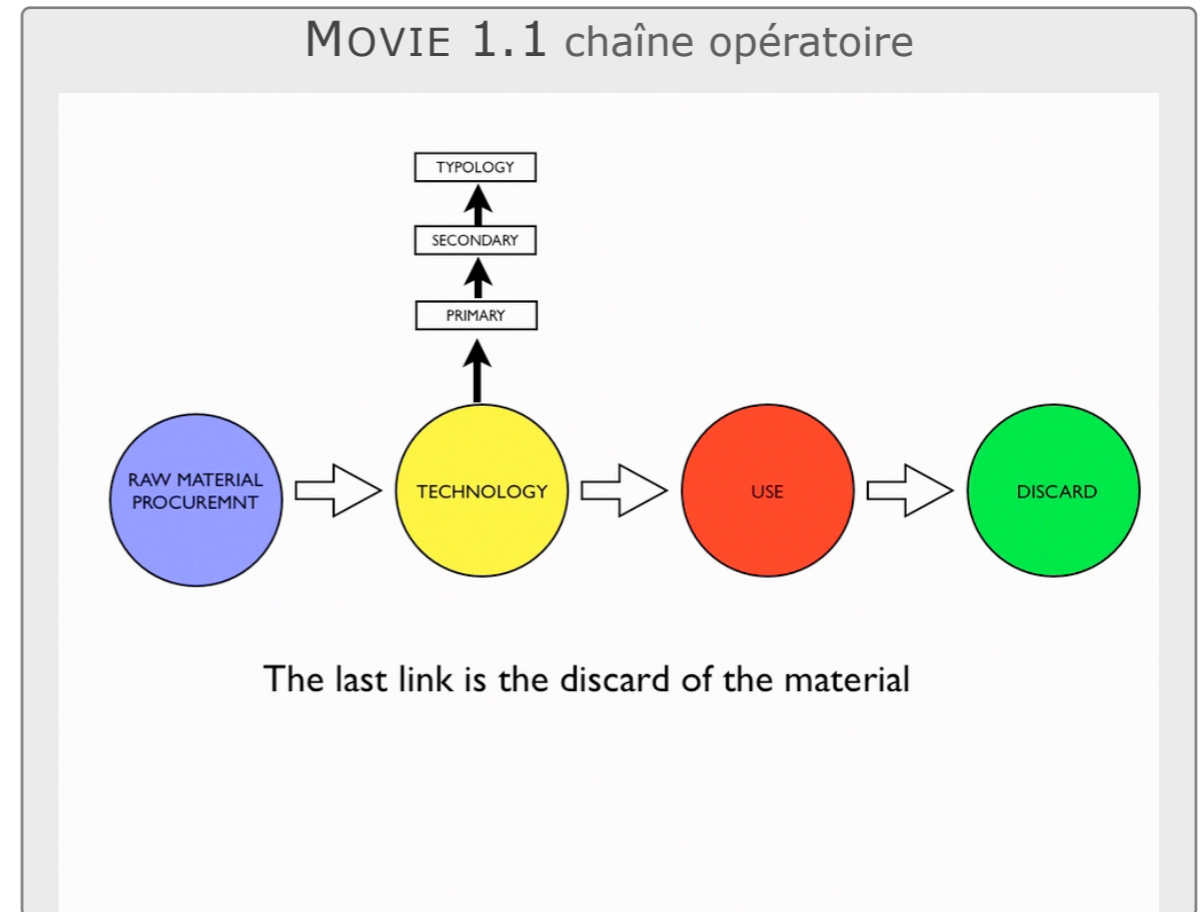 MOVIE 1.1 chaîne opératoire
TYPOLOGY
SECONDARY
PRIMARY
RAW MATERIAL
PROCUREMNT
TECHNOLOGY
USE
DISCARD
The last link is the discard of the material